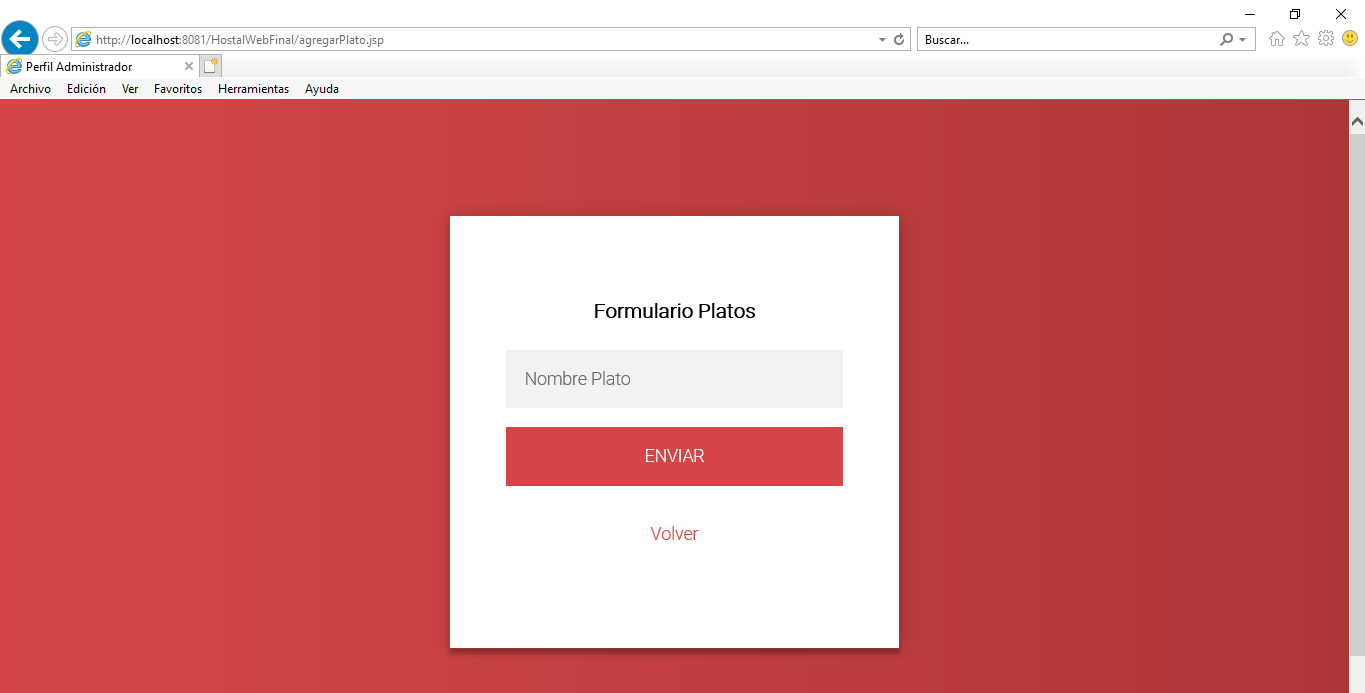 http://localhost:8081/HostalWebFinal/agregarPlato.jsp
Buscar...
Perfil Administrador
Archivo Edición Ver Favoritos Herramientas Ayuda
Formulario Platos
Nombre Plato
ENVIAR
Volver